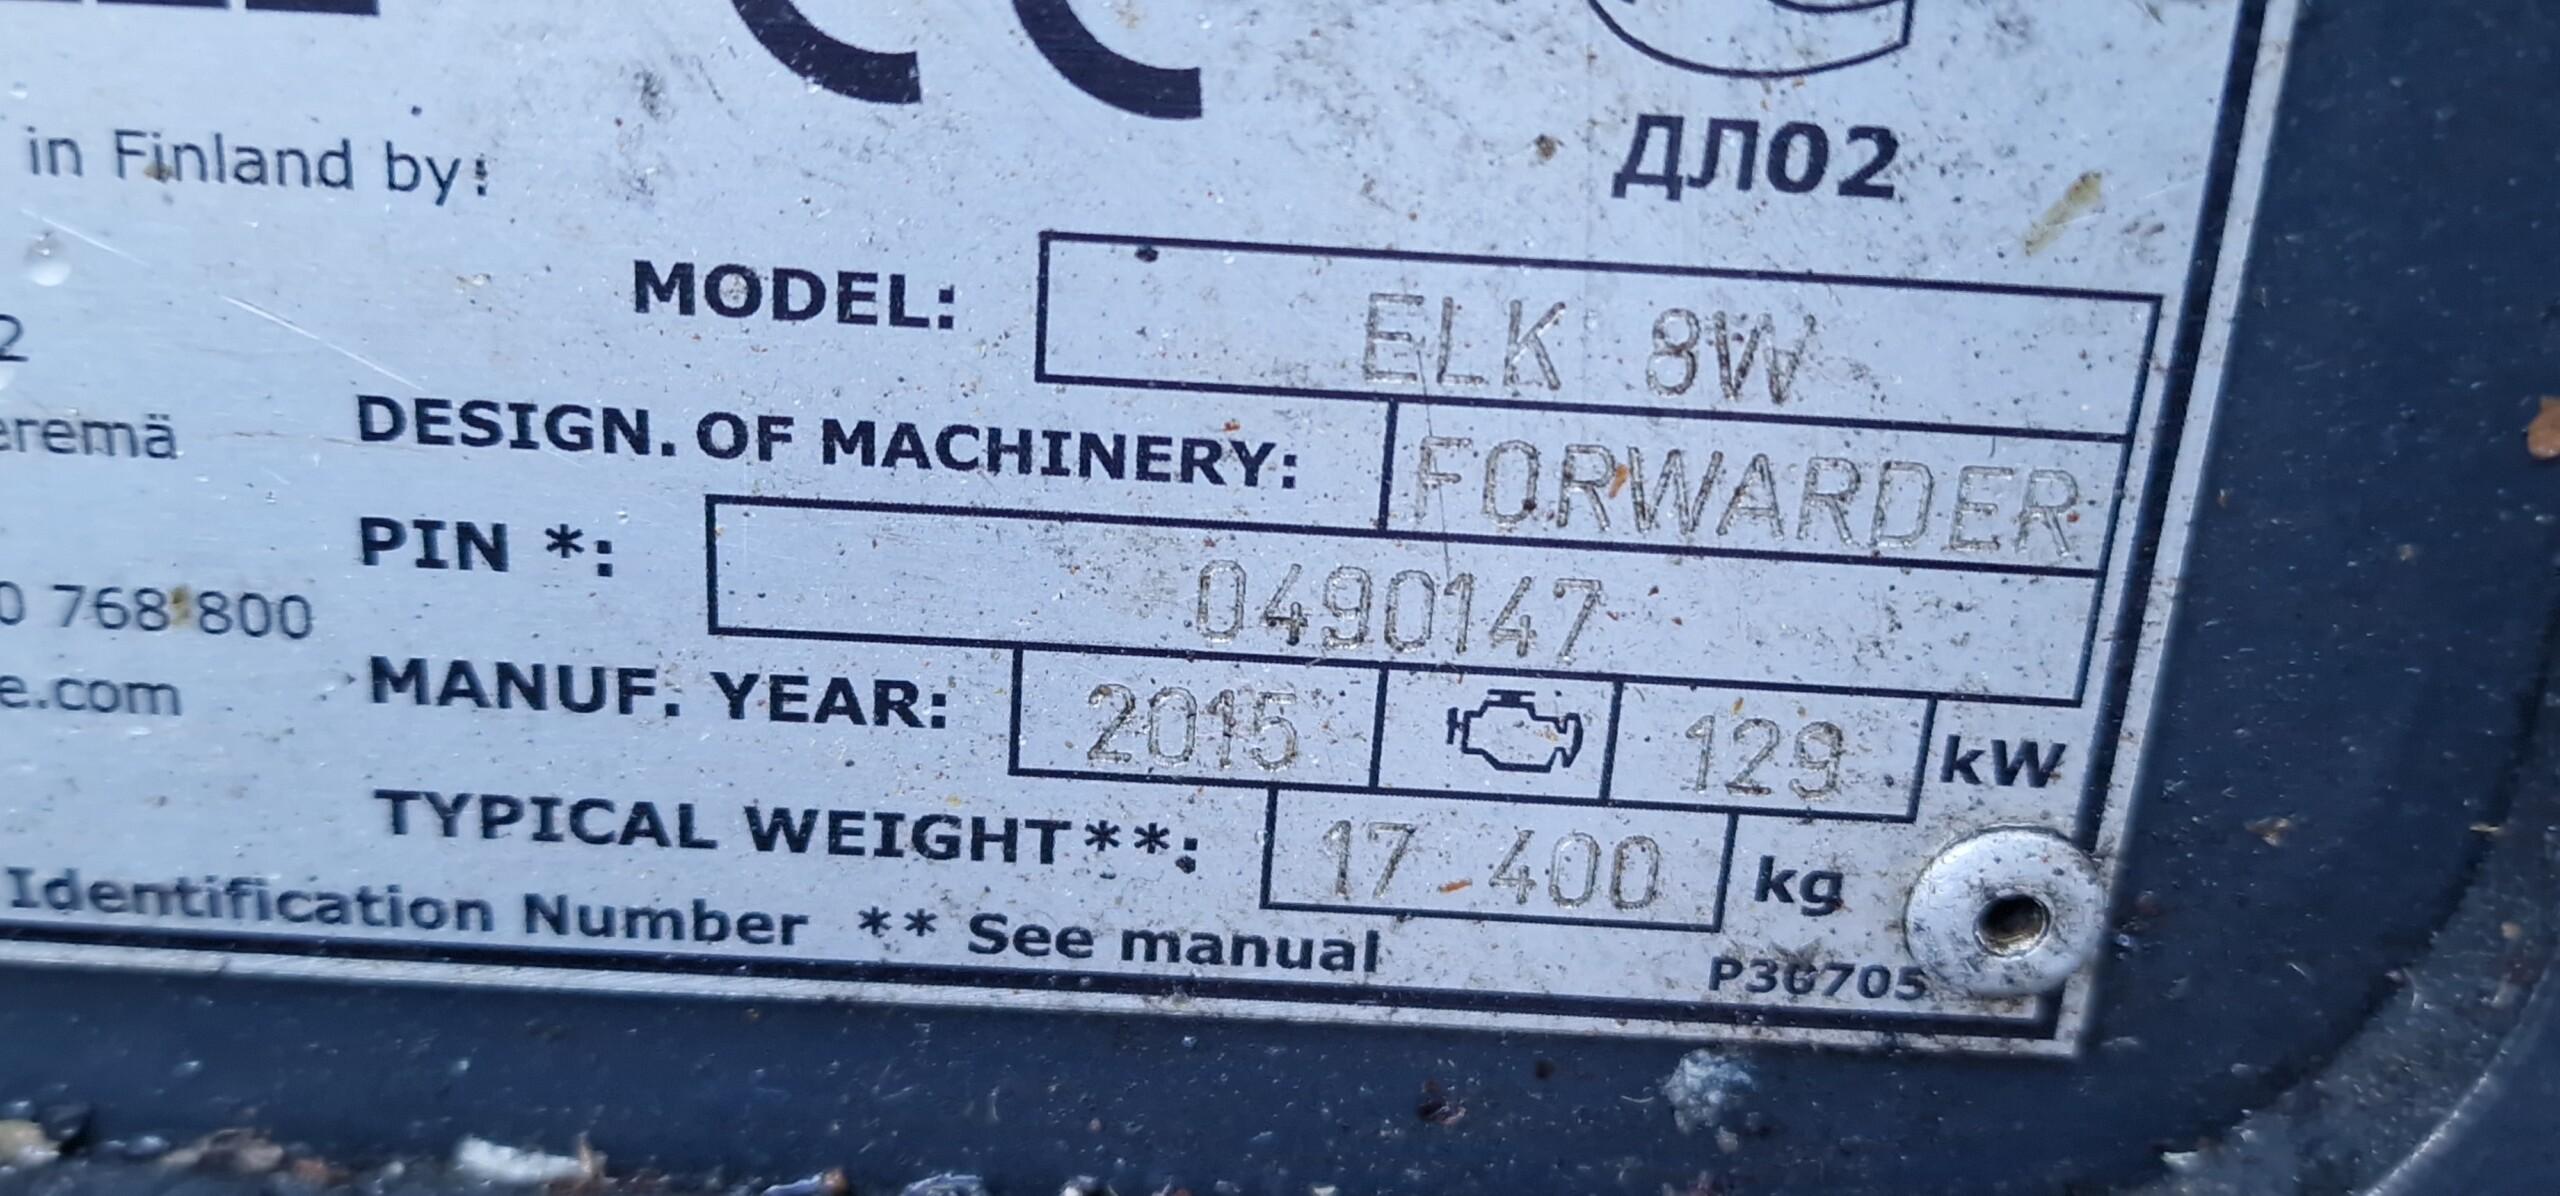 CE
ДЛ02
in Finland by:
MODEL: ELK 8W
2
eremä
DESIGN. OF MACHINERY: FORWARDER
PIN *: 0490147
0 768 800
e.com
MANUF. YEAR: 2015 129 kW
TYPICAL WEIGHT**: 17 400 kg
Identification Number ** See manual
P36705